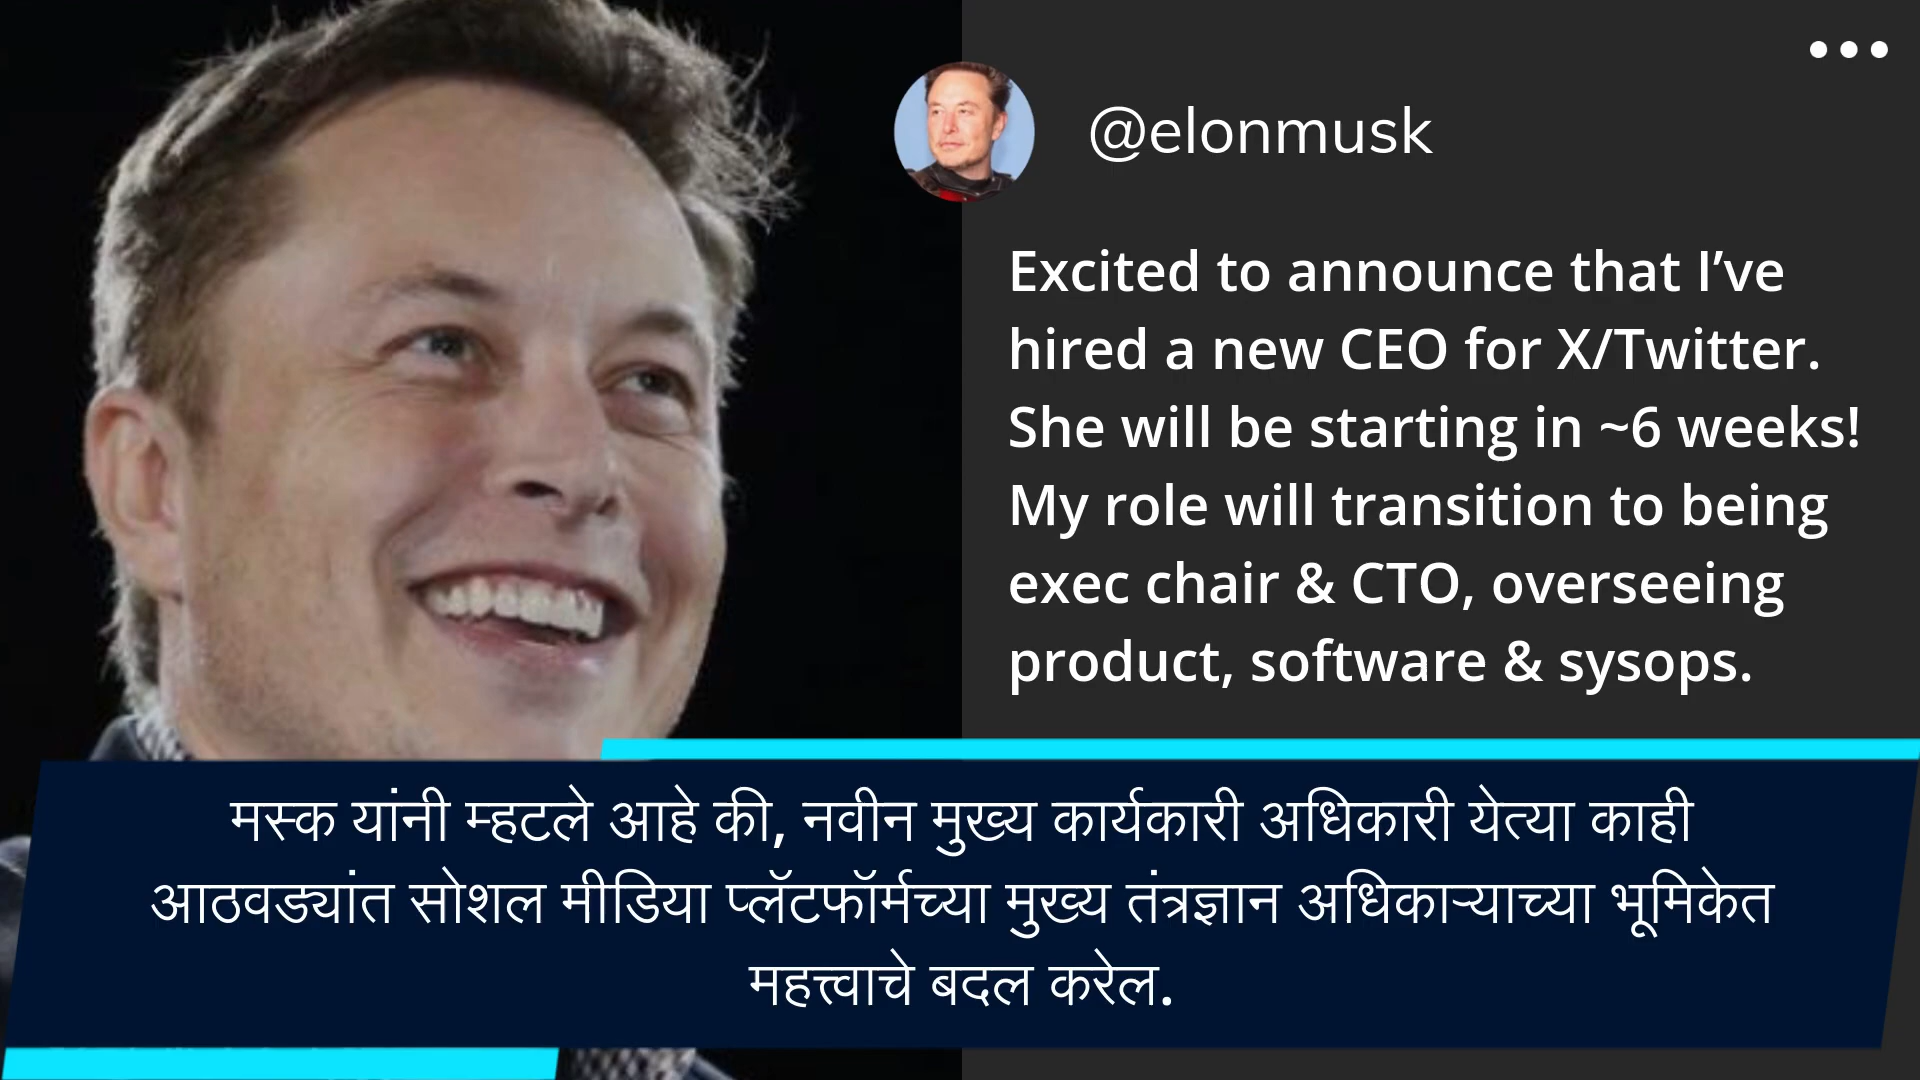 @elonmusk
Excited to announce that I’ve
hired a new CEO for X/Twitter.
She will be starting in ~6 weeks!
My role will transition to being
exec chair & CTO, overseeing
product, software & sysops.
मस्क यांनी म्हटले आहे की, नवीन मुख्य कार्यकारी अधिकारी येत्या काही
आठवड्यांत सोशल मीडिया प्लॅटफॉर्मच्या मुख्य तंत्रज्ञान अधिकाऱ्याच्या भूमिकेत
महत्त्वाचे बदल करेल.